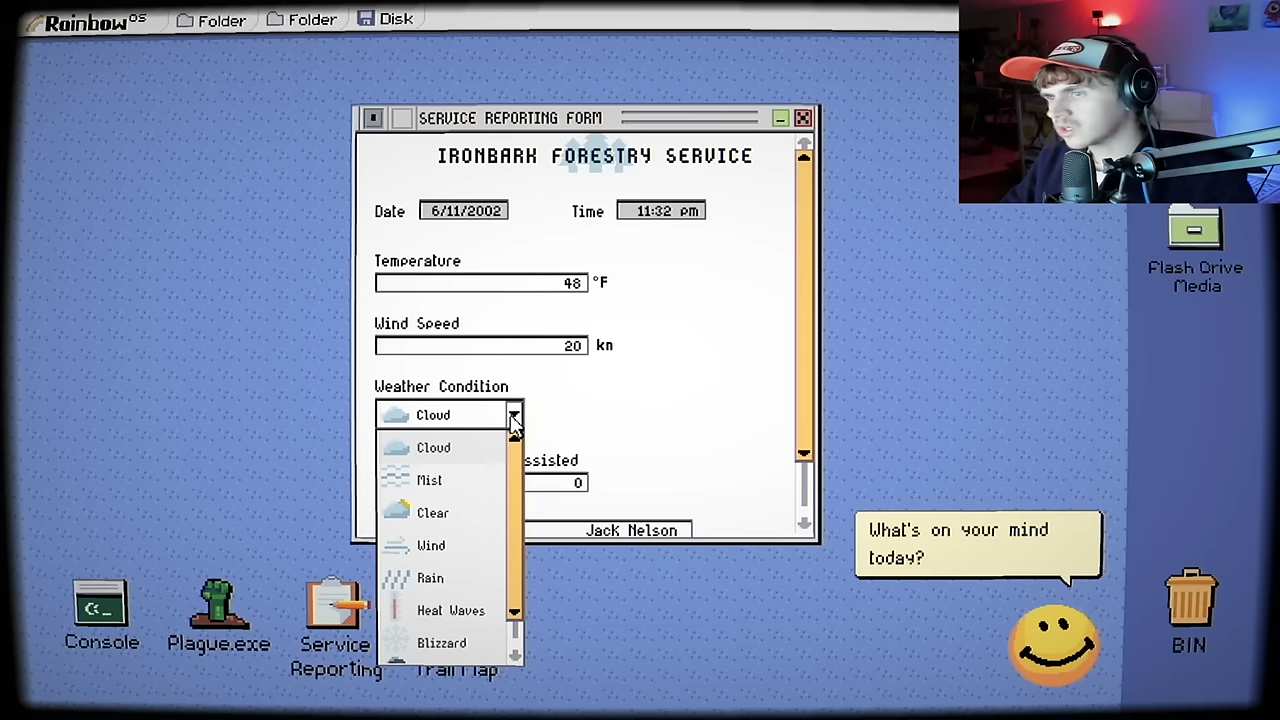 RainbowOS
Folder
Folder
Disk
SERVICE REPORTING FORM
IRONBARK FORESTRY SERVICE
Date 6/11/2002 Time 11:32 pm
Temperature
48 °F
Wind Speed
20 kn
Weather Condition
Cloud
Cloud
Mist
Clear
Wind
Rain
Heat Waves
Blizzard
ssisted
0
Jack Nelson
Flash Drive
Media
What's on your mind
today?
Console
Plague.exe
Service
Reporting
Trail Map
BIN